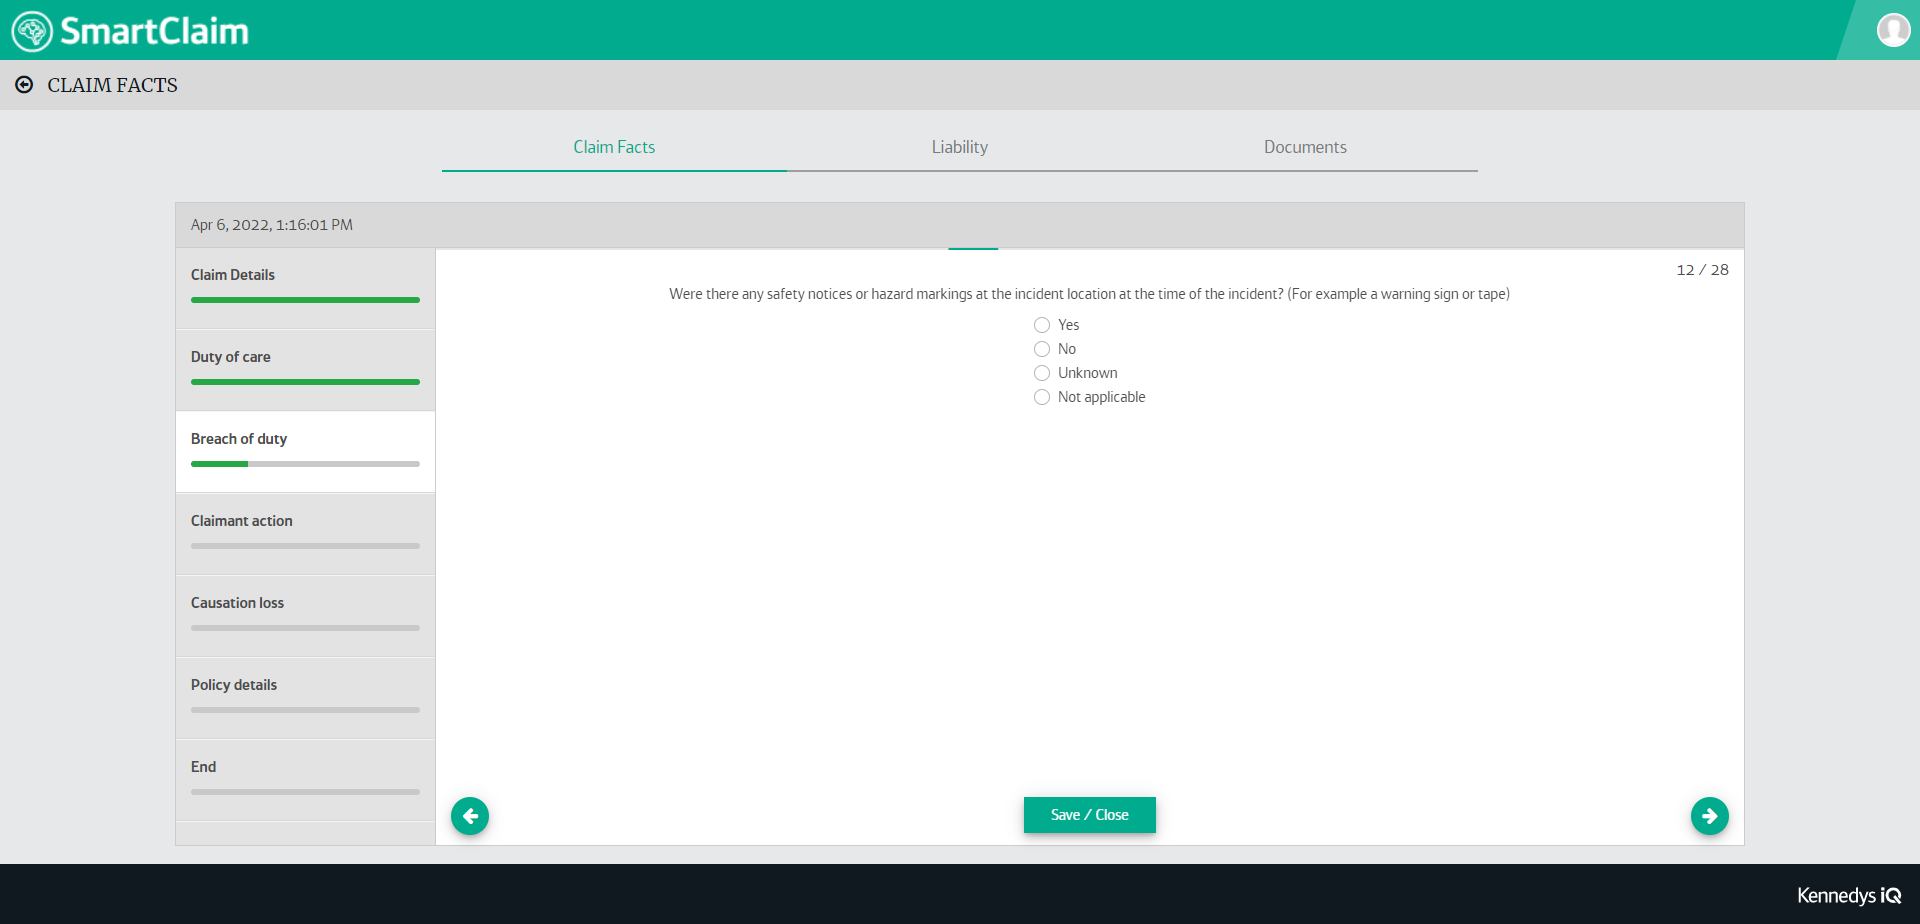 SmartClaim
CLAIM FACTS
Claim Facts
Liability
Documents
Apr 6, 2022, 1:16:01 PM
Claim Details
Duty of care
Breach of duty
Claimant action
Causation loss
Policy details
End
12 / 28
Were there any safety notices or hazard markings at the incident location at the time of the incident? (For example a warning sign or tape)
Yes
No
Unknown
Not applicable
Save / Close
Kennedys iQ